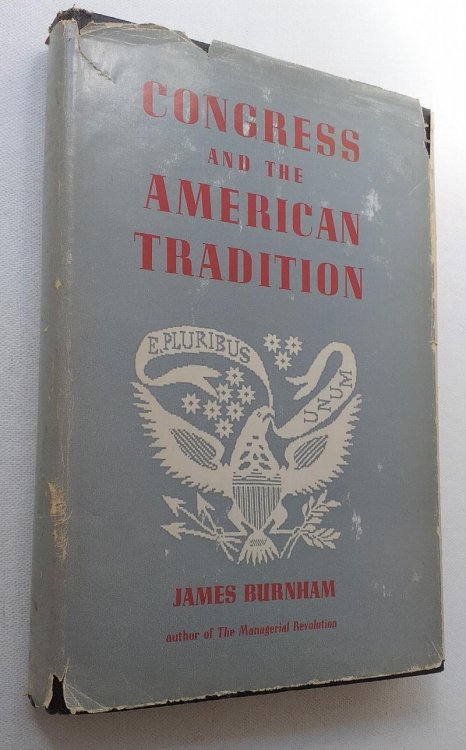 CONGRESS
AND THE
AMERICAN
TRADITION
E.PLURIBUS
UNUM
JAMES BURNHAM
author of The Managerial Revolution